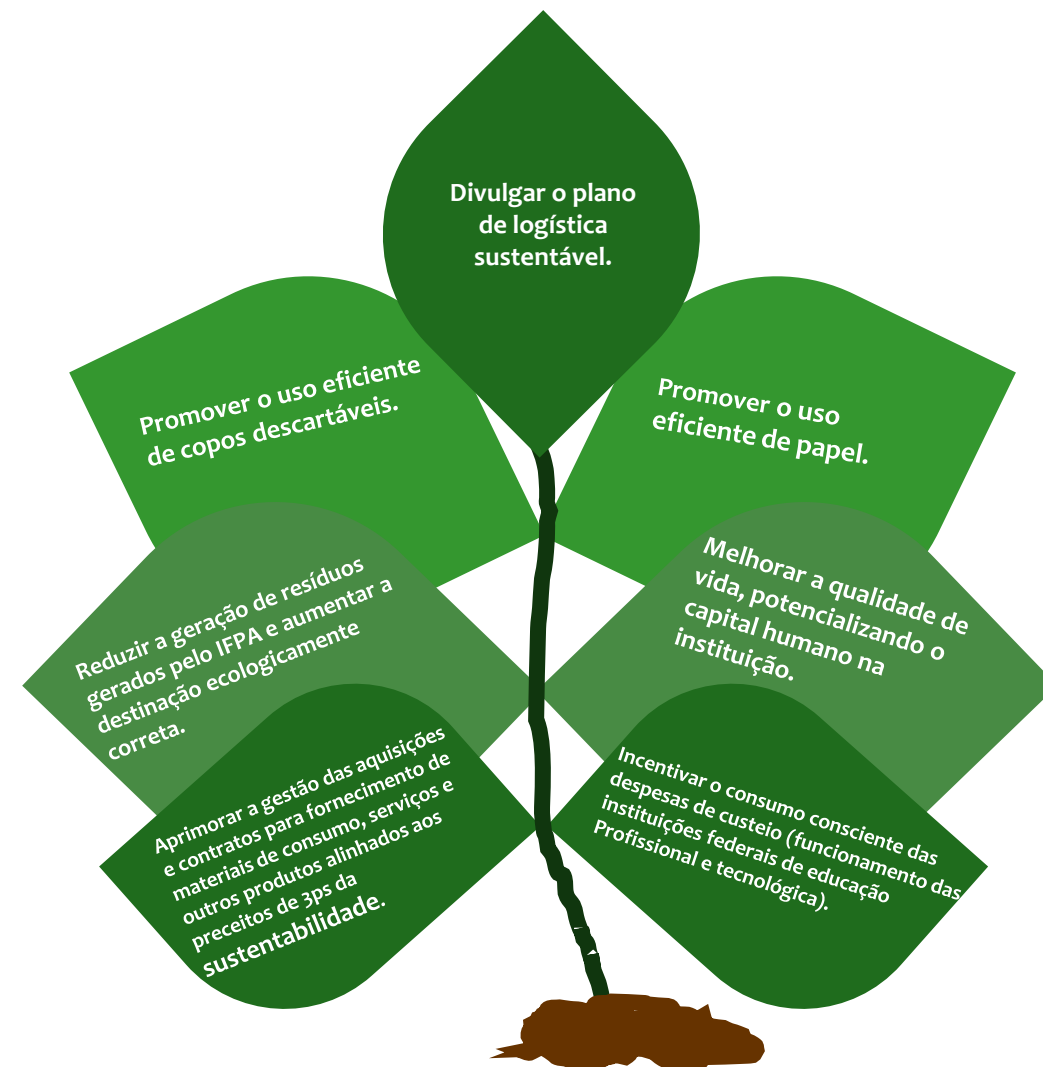 Divulgar o plano
de logística
sustentável.
Promover o uso eficiente
de copos descartáveis.
Promover o uso
eficiente de papel.
Reduzir a geração de resíduos
gerados pelo IFPA e aumentar a
destinação ecologicamente
correta.
Melhorar a qualidade de
vida, potencializando o
capital humano na
instituição.
Aprimorar a gestão das aquisições
e contratos para fornecimento de
materiais de consumo, serviços e
outros produtos alinhados aos
preceitos de 3ps da
sustentabilidade.
Incentivar o consumo consciente das
despesas de custeio (funcionamento das
instituições federais de educação
Profissional e tecnológica).